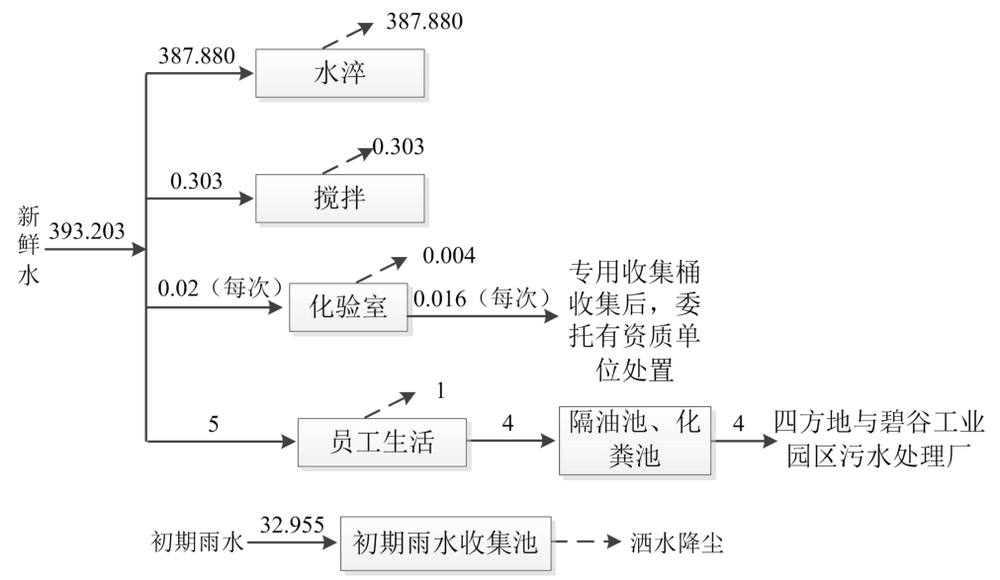 387.880
387.880
水淬
0.303
0.303
搅拌
新鲜水
393.203
0.004
0.02（每次）
化验室
0.016（每次）
专用收集桶
收集后，委
托有资质单
位处置
1
5
员工生活
4
隔油池、化
粪池
4
四方地与碧谷工业
园区污水处理厂
初期雨水
32.955
初期雨水收集池
洒水降尘